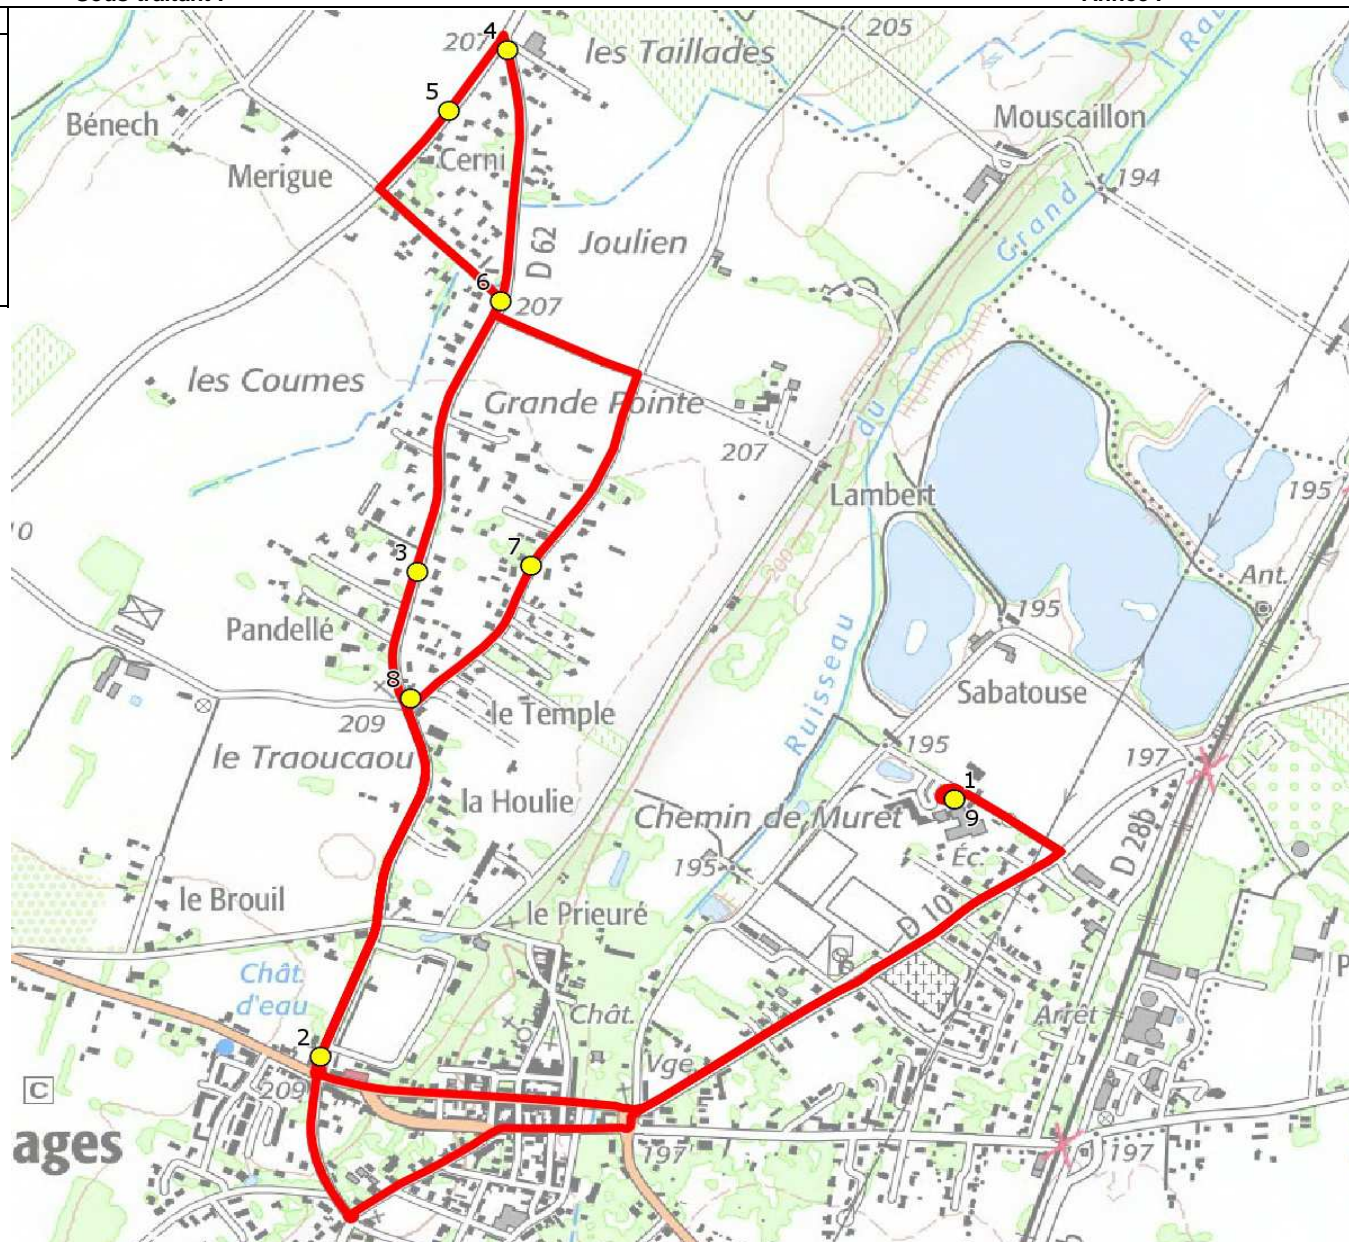 4
207
les Taillades
205
5
Bénech
Mouscaillon
Cerni
Merigue
194
Grand
D 62
Joulien
6
207
les Coumes
Grande Pointe
du
207
Lambert
195
10
3
7
200
Ant.
195
Pandellé
Ruisseau
8
Sabatouse
209
le Temple
195
197
le Traoucaou
1
la Houlie
Chemin de Muret
9
Éc.
D 28b
195
le Brouil
le Prieuré
D 10
Chât.
d'eau
P
Chât.
Arrêt
2
Vge
C
209
ages
197
197